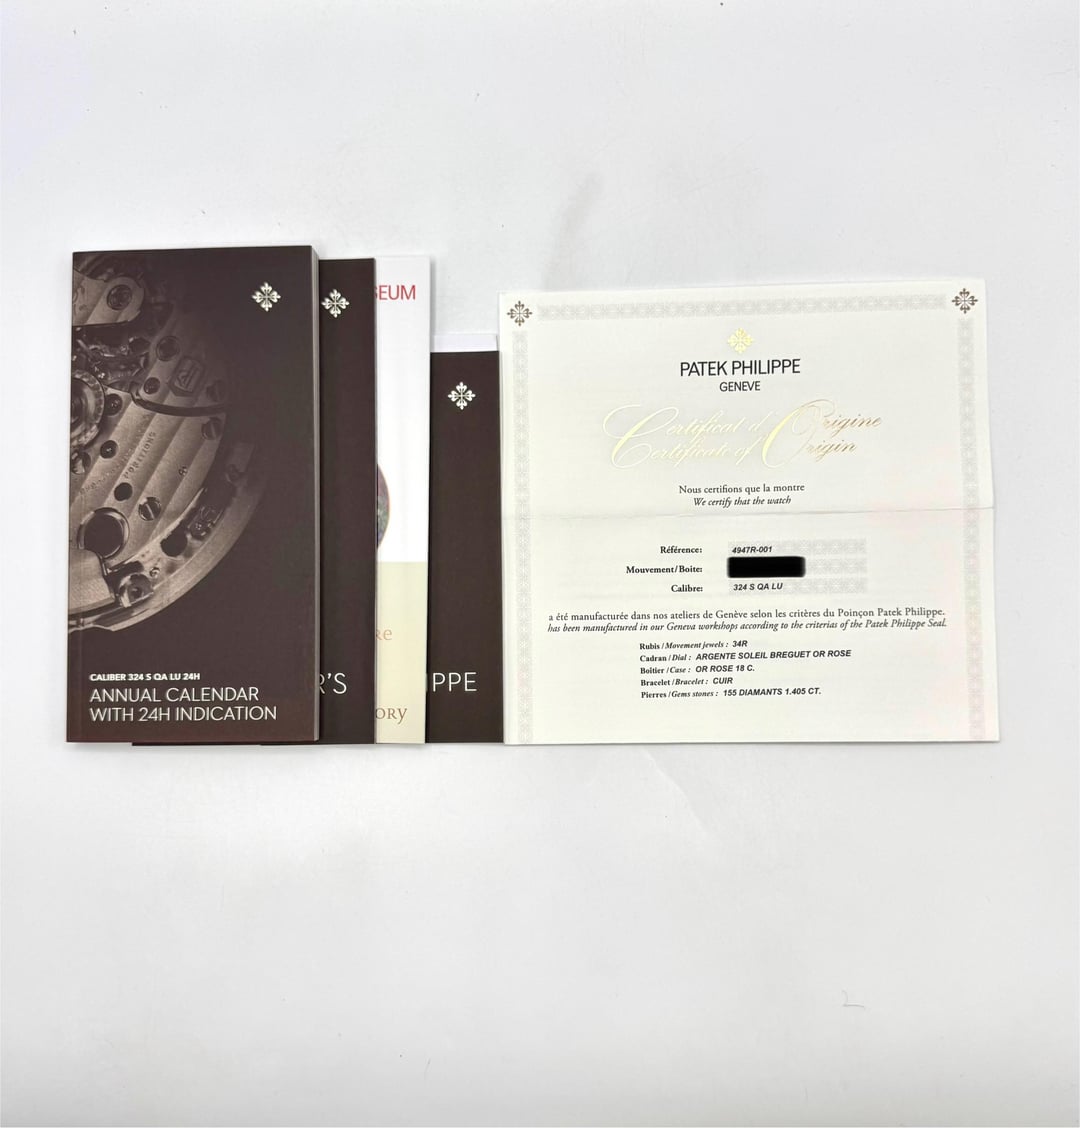 CALIBER 324 S QA LU 24H
ANNUAL CALENDAR
WITH 24H INDICATION
R'S
SEUM
RE
ORY
IPPE
PATEK PHILIPPE
GENEVE
Certificat d'Origine
Certificate of Origin
Nous certifions que la montre
We certify that the watch
Référence: 4947R-001
Mouvement/Boite:
Calibre: 324 S QA LU
a été manufacturée dans nos ateliers de Genève selon les critères du Poinçon Patek Philippe.
has been manufactured in our Geneva workshops according to the criterias of the Patek Philippe Seal.
Rubis / Movement jewels : 34R
Cadran / Dial : ARGENTE SOLEIL BREGUET OR ROSE
Boîtier / Case : OR ROSE 18 C.
Bracelet / Bracelet : CUIR
Pierres / Gems stones : 155 DIAMANTS 1.405 CT.